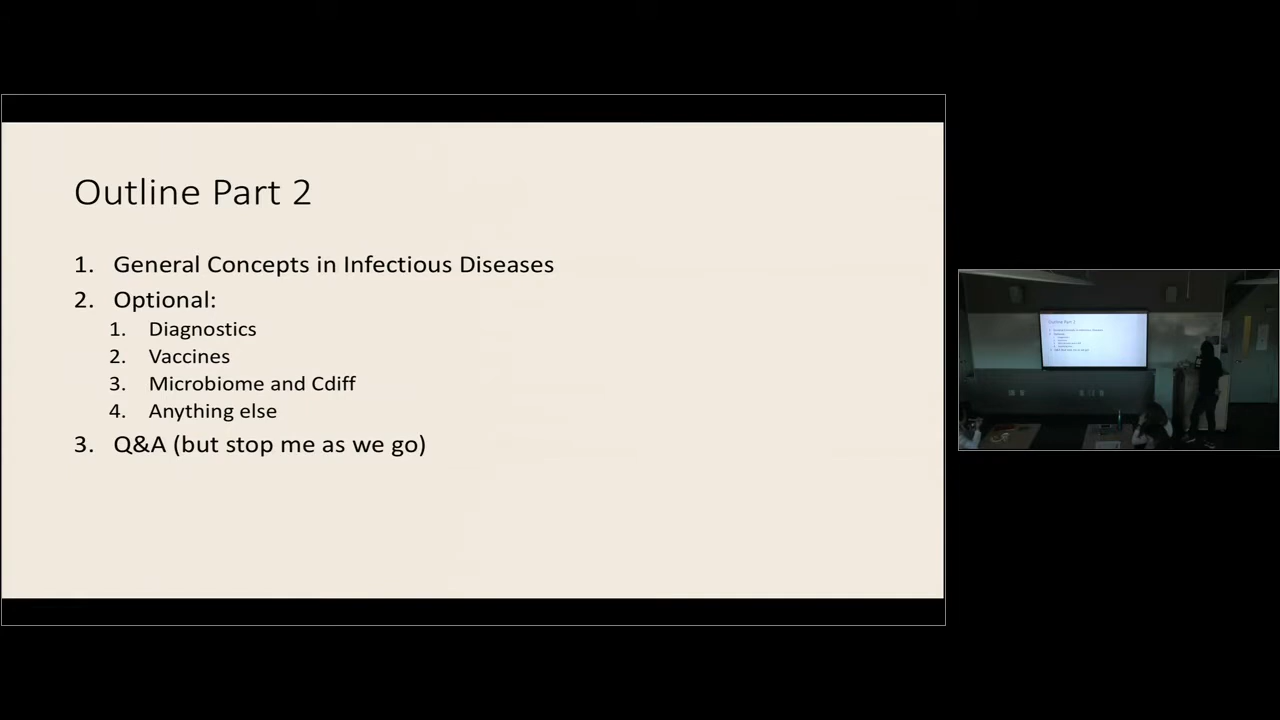 Outline Part 2
1. General Concepts in Infectious Diseases
2. Optional:
1. Diagnostics
2. Vaccines
3. Microbiome and Cdiff
4. Anything else
3. Q&A (but stop me as we go)